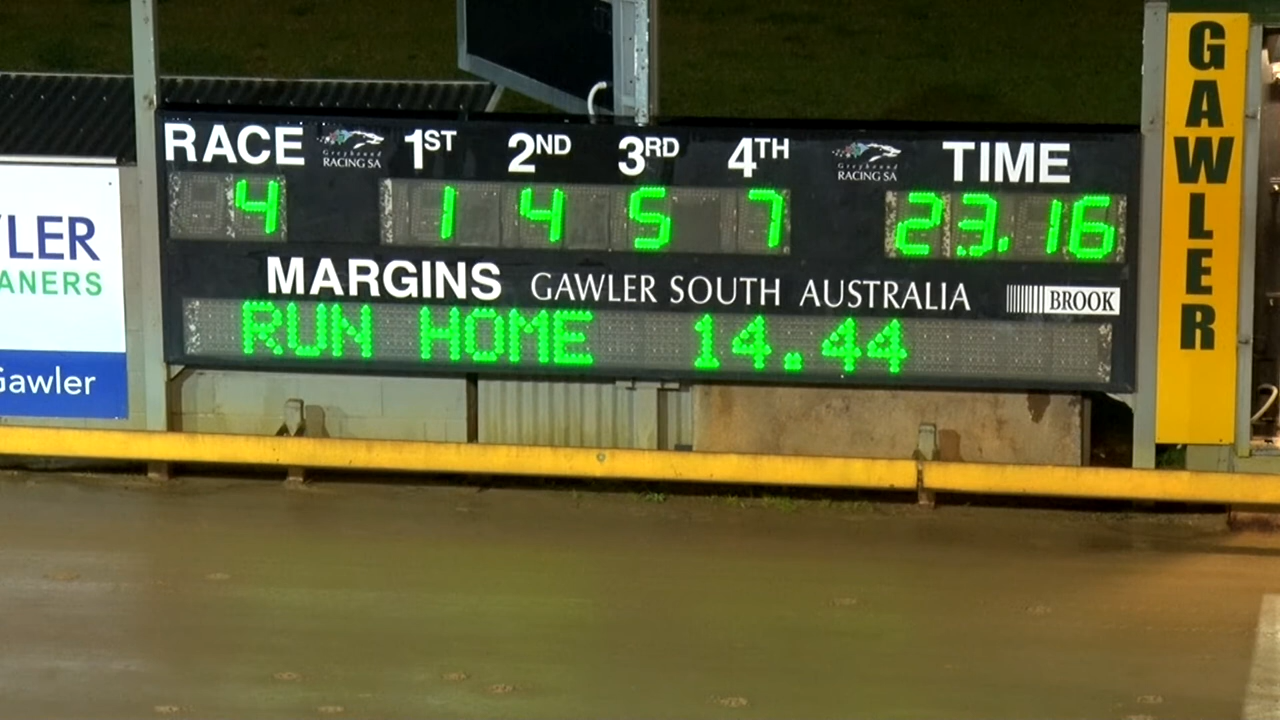 RACE Greyhound RACING SA 1ST 2ND 3RD 4TH Greyhound RACING SA TIME
4 1 4 5 7 23.16
MARGINS GAWLER SOUTH AUSTRALIA BROOK
RUN HOME 14.44
LER
ANERS
Gawler
GAWLER